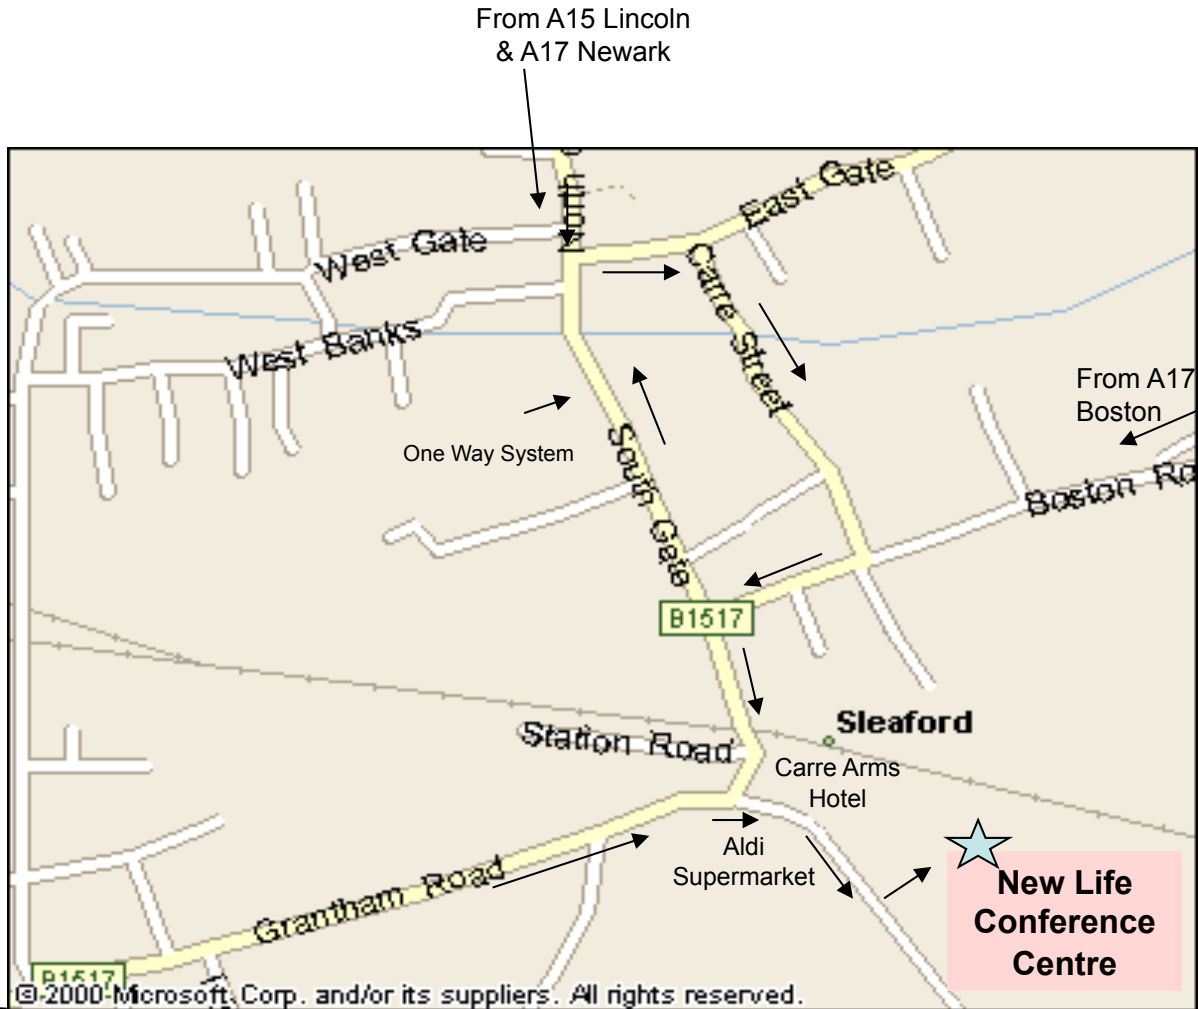 From A15 Lincoln
& A17 Newark
East Gate
West Gate
Carre Street
West Banks
From A17
Boston
One Way System
South Gate
Boston Ro
B1517
Sleaford
Station Road
Carre Arms
Hotel
Aldi
Supermarket
New Life
Conference
Centre
Grantham Road
B1517
© 2000 Microsoft Corp. and/or its suppliers. All rights reserved.